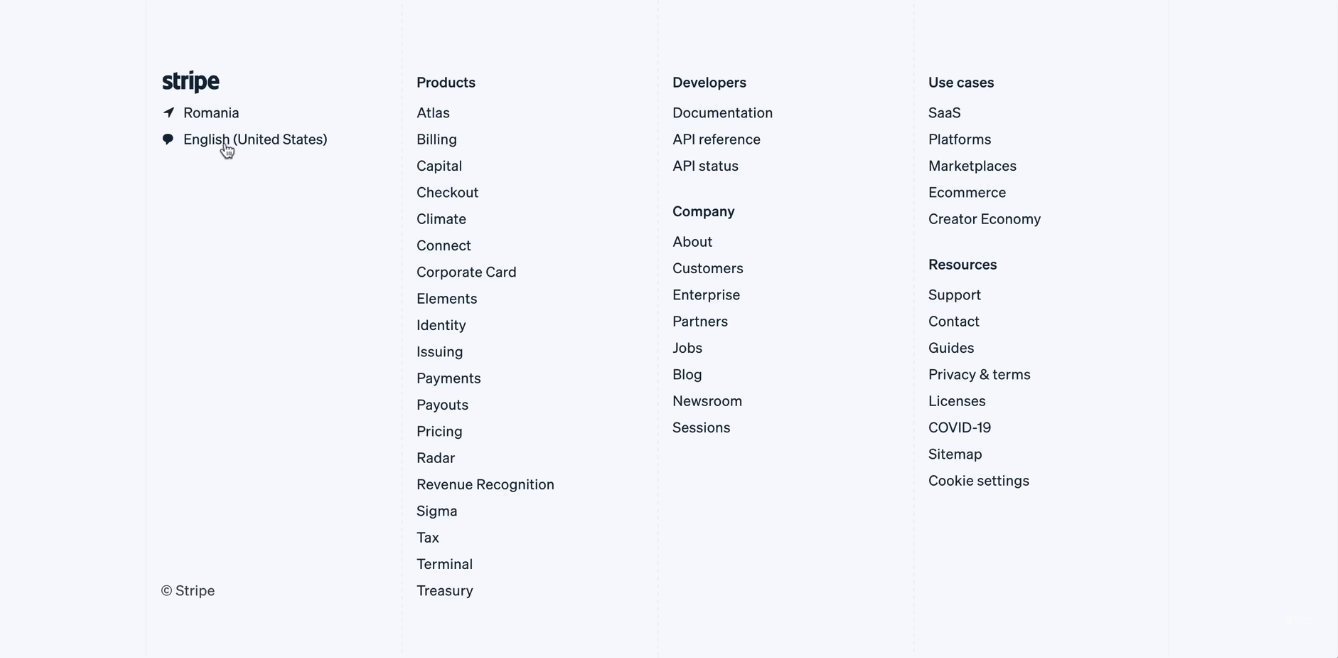 stripe
Romania
English (United States)
© Stripe
Products
Atlas
Billing
Capital
Checkout
Climate
Connect
Corporate Card
Elements
Identity
Issuing
Payments
Payouts
Pricing
Radar
Revenue Recognition
Sigma
Tax
Terminal
Treasury
Developers
Documentation
API reference
API status
Company
About
Customers
Enterprise
Partners
Jobs
Blog
Newsroom
Sessions
Use cases
SaaS
Platforms
Marketplaces
Ecommerce
Creator Economy
Resources
Support
Contact
Guides
Privacy & terms
Licenses
COVID-19
Sitemap
Cookie settings